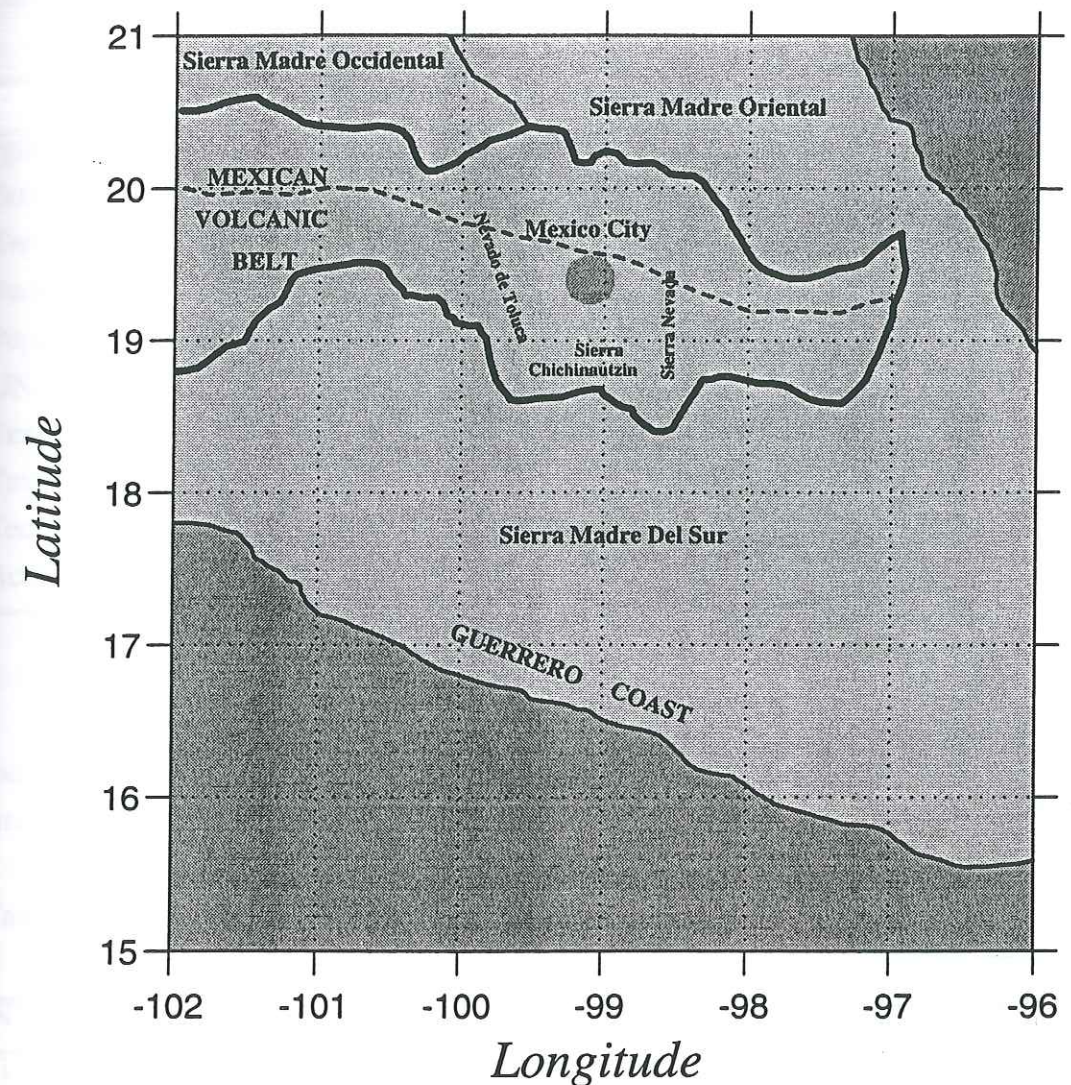 21
Sierra Madre Occidental
Sierra Madre Oriental
20
MEXICAN
VOLCANIC
BELT
Mexico City
Nevado de Toluca
Sierra Nevada
19
Sierra
Chichinautzin
18
Sierra Madre Del Sur
17
GUERRERO COAST
16
15
-102 -101 -100 -99 -98 -97 -96
Latitude
Longitude